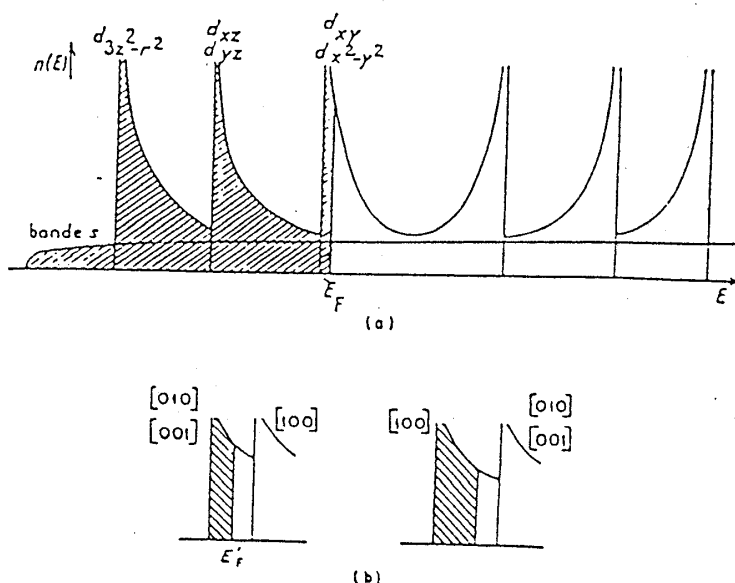 d3z²-r²
dxz
dyz
dxy
dx²-y²
n(E)
bande s
EF
E
(a)
[010]
[001]
[100]
[100]
[010]
[001]
E'F
(b)